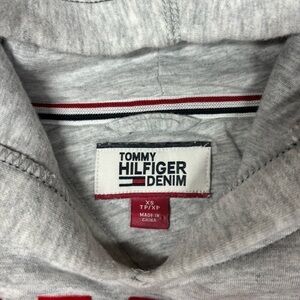 TOMMY
HILFIGER
DENIM
XS
TP/XP
MADE IN
CHINA